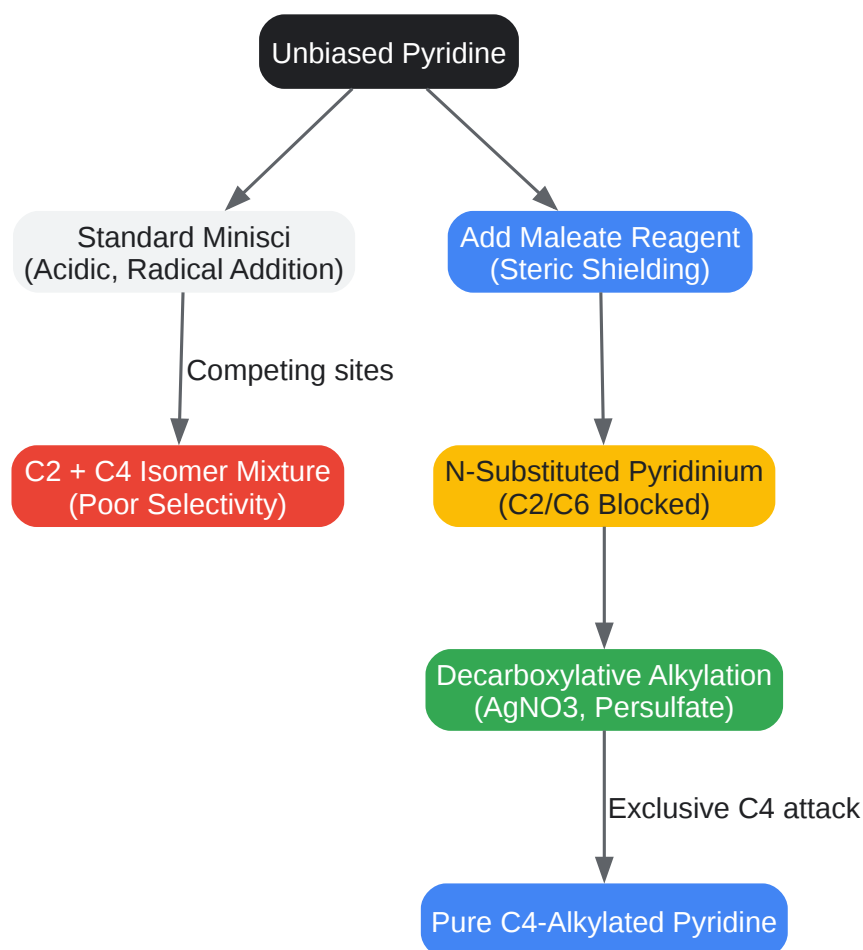 Unbiased Pyridine
Standard Minisci
(Acidic, Radical Addition)
Add Maleate Reagent
(Steric Shielding)
Competing sites
C2 + C4 Isomer Mixture
(Poor Selectivity)
N-Substituted Pyridinium
(C2/C6 Blocked)
Decarboxylative Alkylation
(AgNO3, Persulfate)
Exclusive C4 attack
Pure C4-Alkylated Pyridine